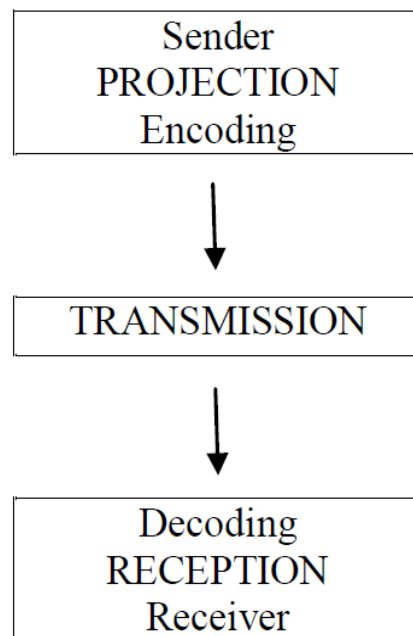 Sender
PROJECTION
Encoding
TRANSMISSION
Decoding
RECEPTION
Receiver